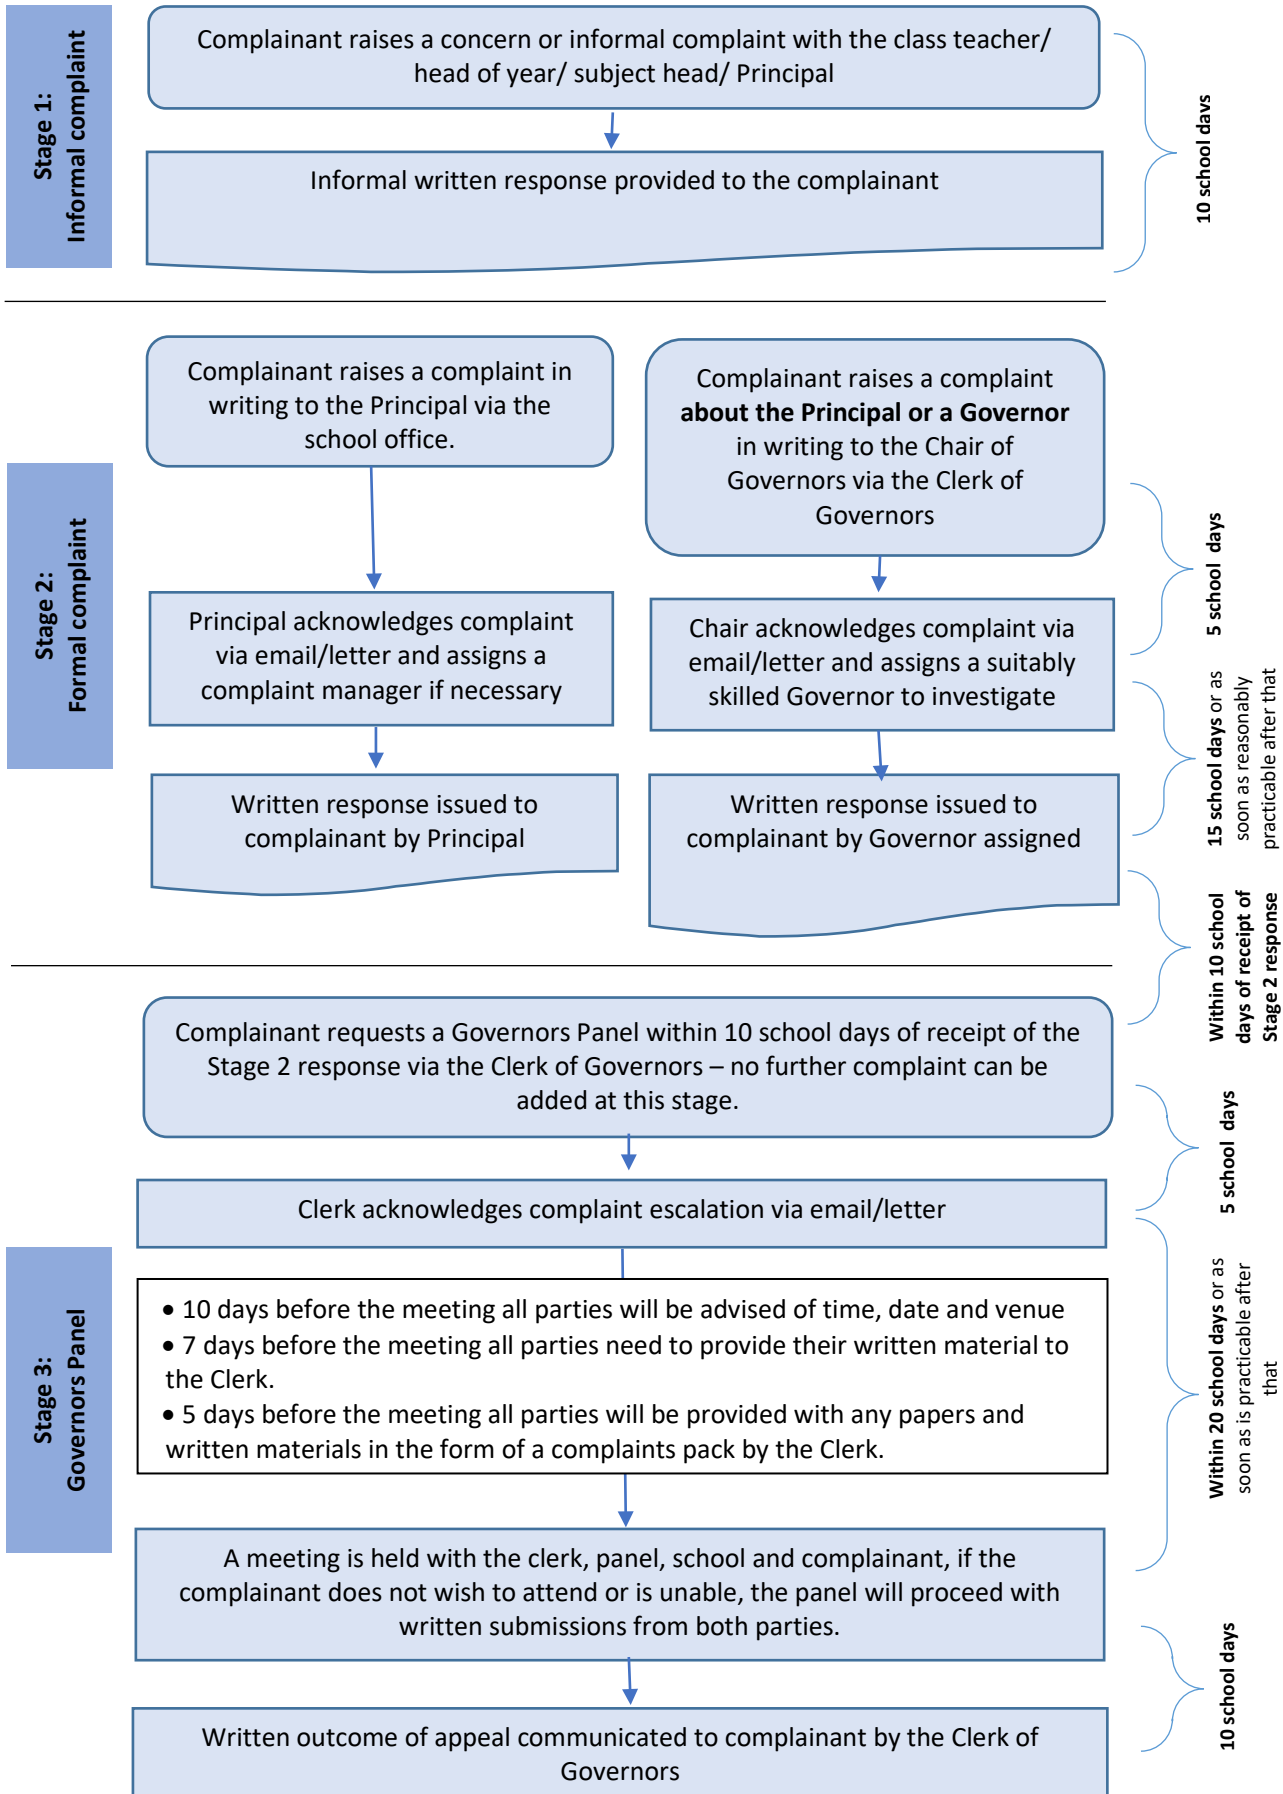 Stage 1:
Informal complaint
Complainant raises a concern or informal complaint with the class teacher/
head of year/ subject head/ Principal
Informal written response provided to the complainant
10 school days
Stage 2:
Formal complaint
Complainant raises a complaint in
writing to the Principal via the
school office.
Complainant raises a complaint
about the Principal or a Governor
in writing to the Chair of
Governors via the Clerk of
Governors
5 school days
Principal acknowledges complaint
via email/letter and assigns a
complaint manager if necessary
Chair acknowledges complaint via
email/letter and assigns a suitably
skilled Governor to investigate
15 school days or as
soon as reasonably
practicable after that
Written response issued to
complainant by Principal
Written response issued to
complainant by Governor assigned
Within 10 school
days of receipt of
Stage 2 response
Stage 3:
Governors Panel
Complainant requests a Governors Panel within 10 school days of receipt of the
Stage 2 response via the Clerk of Governors – no further complaint can be
added at this stage.
5 school days
Clerk acknowledges complaint escalation via email/letter
• 10 days before the meeting all parties will be advised of time, date and venue
• 7 days before the meeting all parties need to provide their written material to
the Clerk.
• 5 days before the meeting all parties will be provided with any papers and
written materials in the form of a complaints pack by the Clerk.
Within 20 school days or as
soon as is practicable after
that
A meeting is held with the clerk, panel, school and complainant, if the
complainant does not wish to attend or is unable, the panel will proceed with
written submissions from both parties.
10 school days
Written outcome of appeal communicated to complainant by the Clerk of
Governors